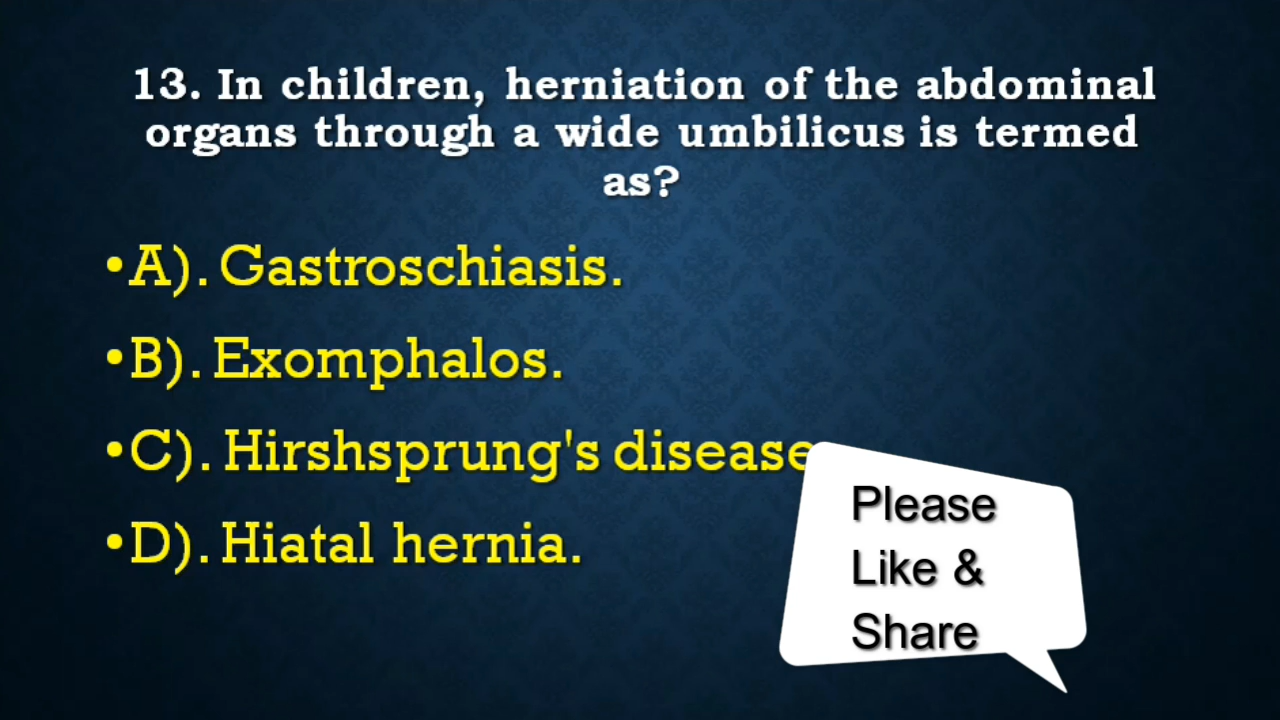 13. In children, herniation of the abdominal
organs through a wide umbilicus is termed
as?
•A). Gastroschiasis.
•B). Exomphalos.
•C). Hirshsprung's disease
•D). Hiatal hernia.
Please
Like &
Share